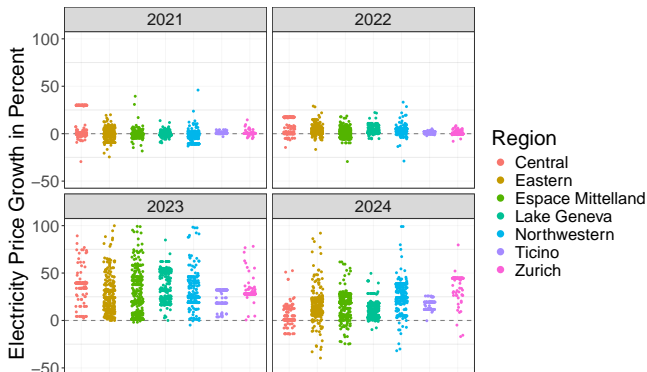 Electricity Price Growth in Percent
2021
2022
100
50
0
−50
2023
2024
100
50
0
−50
Region
Central
Eastern
Espace Mittelland
Lake Geneva
Northwestern
Ticino
Zurich